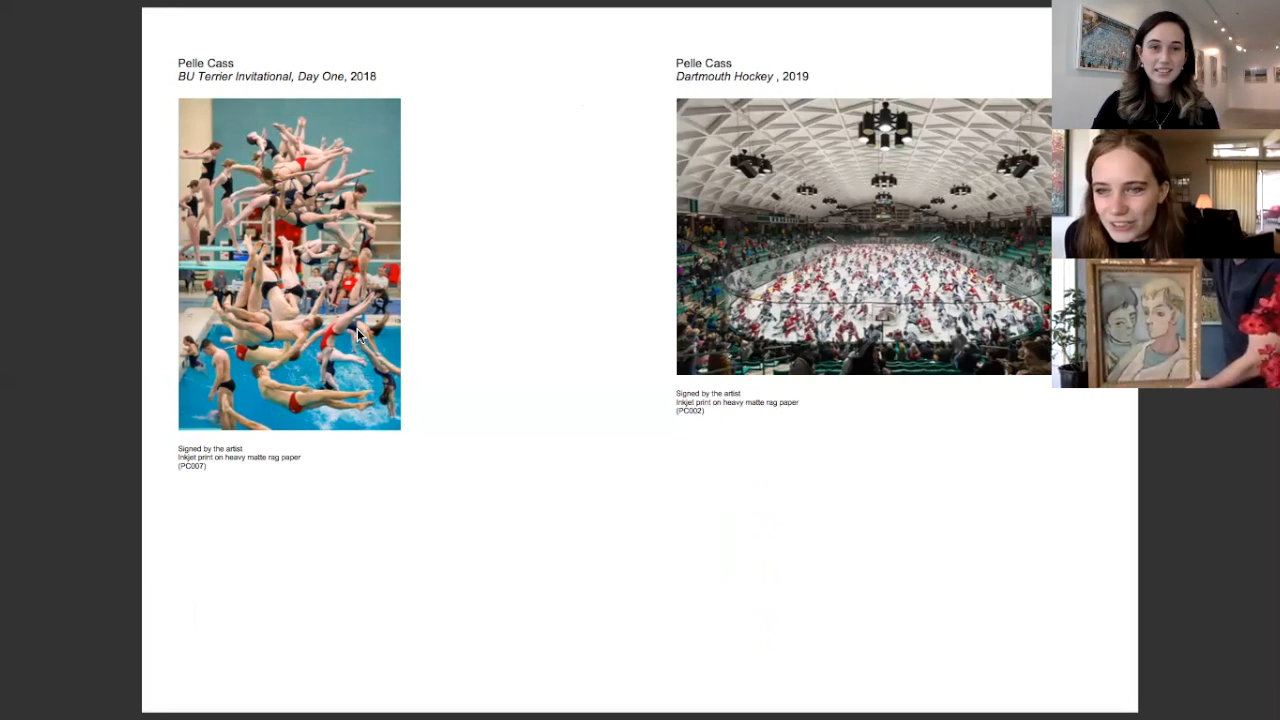 Pelle Cass
BU Terrier Invitational, Day One, 2018
Signed by the artist
Inkjet print on heavy matte rag paper
(PC007)
Pelle Cass
Dartmouth Hockey , 2019
Signed by the artist
Inkjet print on heavy matte rag paper
(PC002)